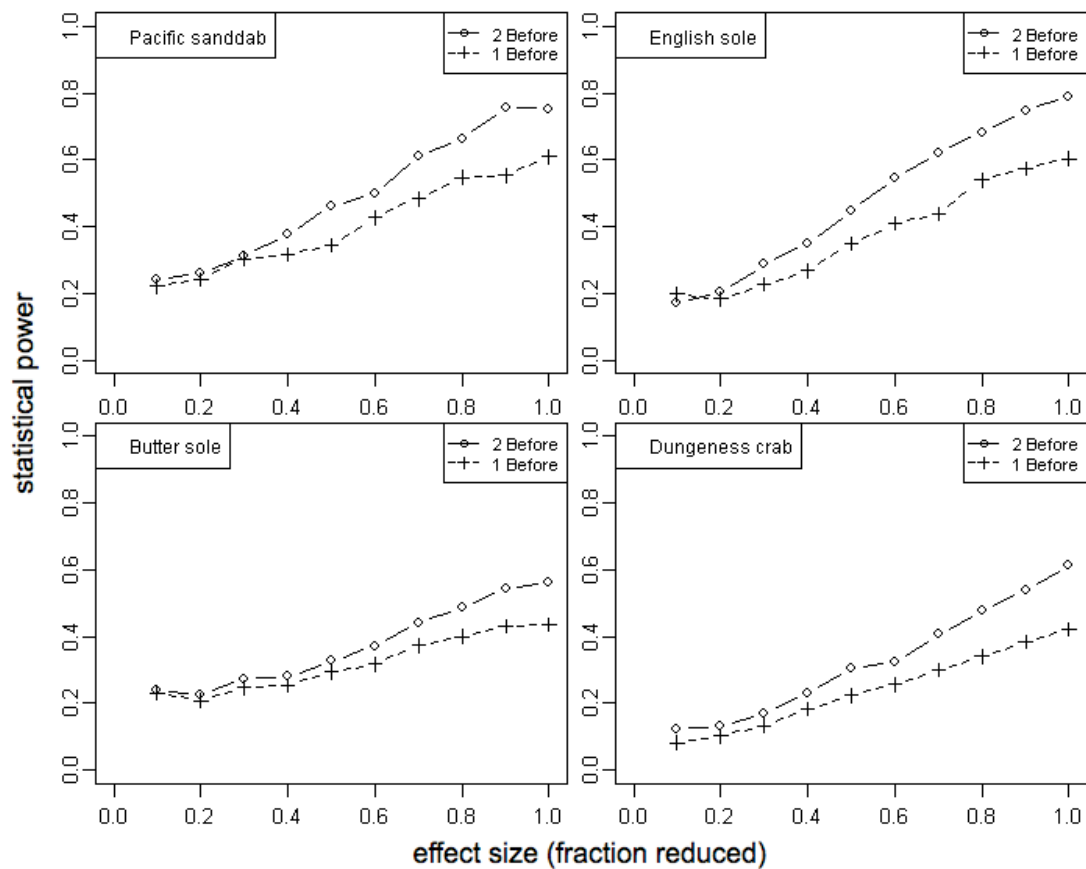 Pacific sanddab
2 Before
1 Before
1.0
0.8
0.6
0.4
0.2
0.0
0.0 0.2 0.4 0.6 0.8 1.0
English sole
2 Before
1 Before
1.0
0.8
0.6
0.4
0.2
0.0
0.0 0.2 0.4 0.6 0.8 1.0
Butter sole
2 Before
1 Before
1.0
0.8
0.6
0.4
0.2
0.0
0.0 0.2 0.4 0.6 0.8 1.0
Dungeness crab
2 Before
1 Before
1.0
0.8
0.6
0.4
0.2
0.0
0.0 0.2 0.4 0.6 0.8 1.0
statistical power
effect size (fraction reduced)